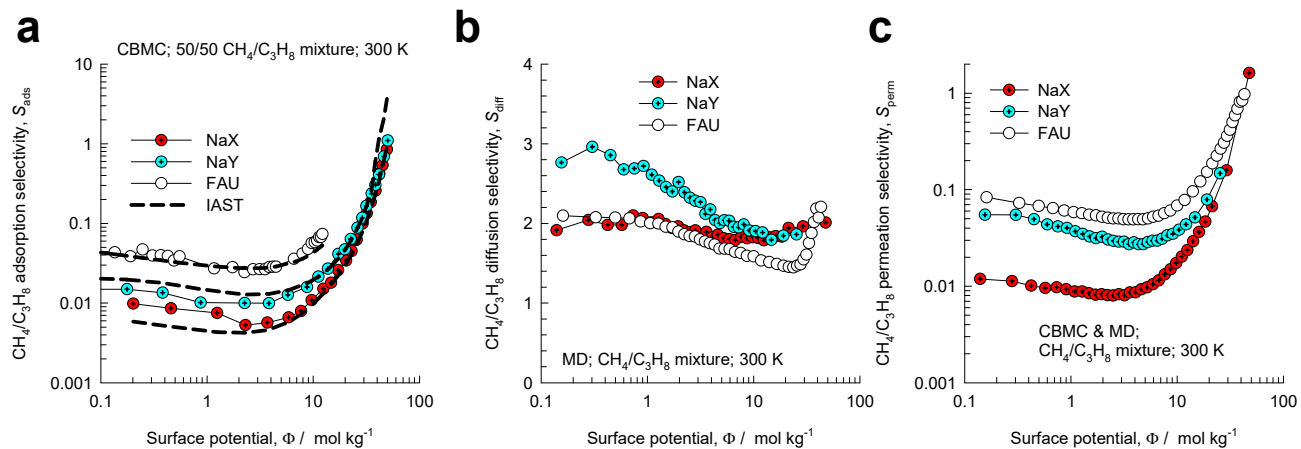 a
CBMC; 50/50 CH4/C3H8 mixture; 300 K
CH4/C3H8 adsorption selectivity, Sads
10
1
0.1
0.01
0.001
NaX
NaY
FAU
IAST
0.1
1
10
100
Surface potential, Φ / mol kg-1
b
CH4/C3H8 diffusion selectivity, Sdiff
4
3
2
1
0
NaX
NaY
FAU
MD; CH4/C3H8 mixture; 300 K
0.1
1
10
100
Surface potential, Φ / mol kg-1
c
CH4/C3H8 permeation selectivity, Sperm
1
0.1
0.01
0.001
NaX
NaY
FAU
CBMC & MD;
CH4/C3H8 mixture; 300 K
0.1
1
10
100
Surface potential, Φ / mol kg-1